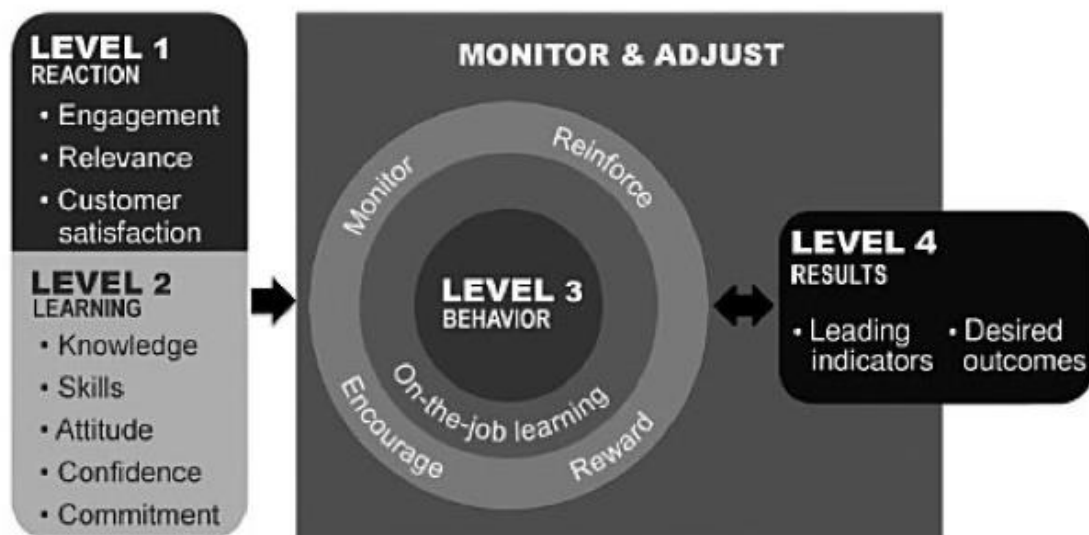 LEVEL 1
REACTION
• Engagement
• Relevance
• Customer
satisfaction
LEVEL 2
LEARNING
• Knowledge
• Skills
• Attitude
• Confidence
• Commitment
MONITOR & ADJUST
Monitor
Reinforce
Encourage
Reward
On-the-job learning
LEVEL 3
BEHAVIOR
LEVEL 4
RESULTS
• Leading
indicators
• Desired
outcomes